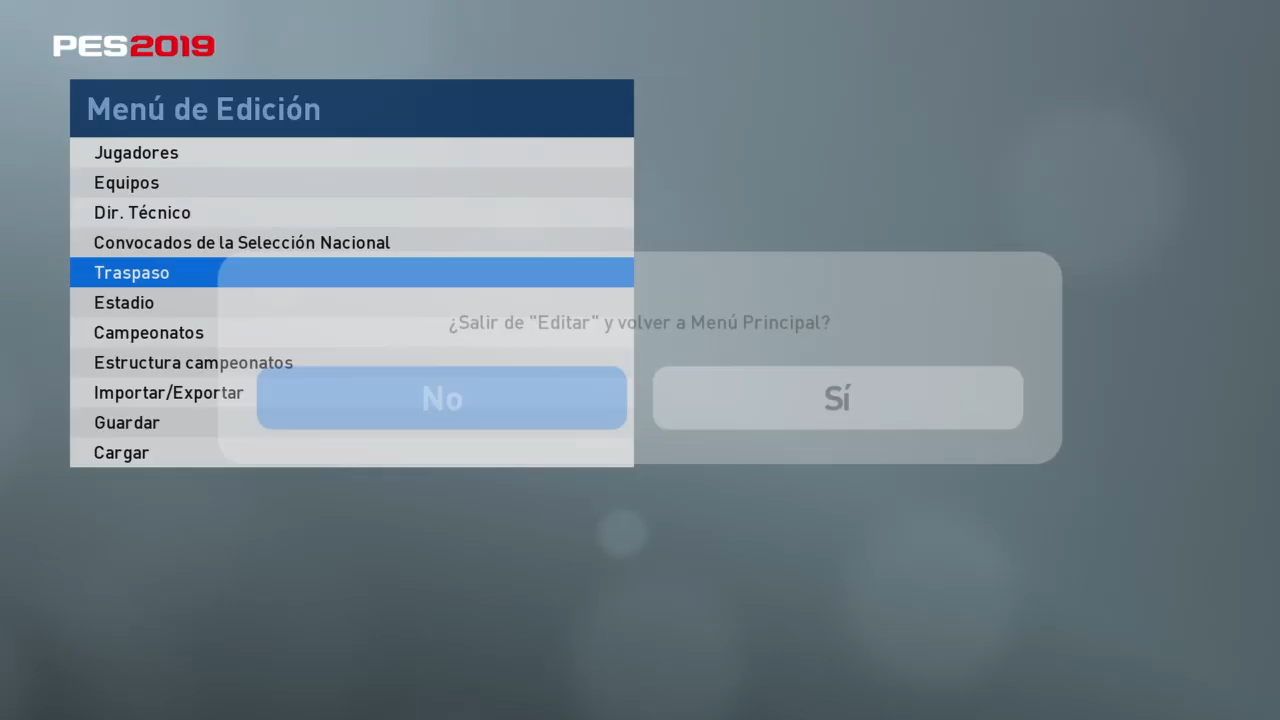 PES2019
Menú de Edición
Jugadores
Equipos
Dir. Técnico
Convocados de la Selección Nacional
Traspaso
Estadio
¿Salir de "Editar" y volver a Menú Principal?
Campeonatos
Estructura campeonatos
Importar/Exportar
No
Sí
Guardar
Cargar